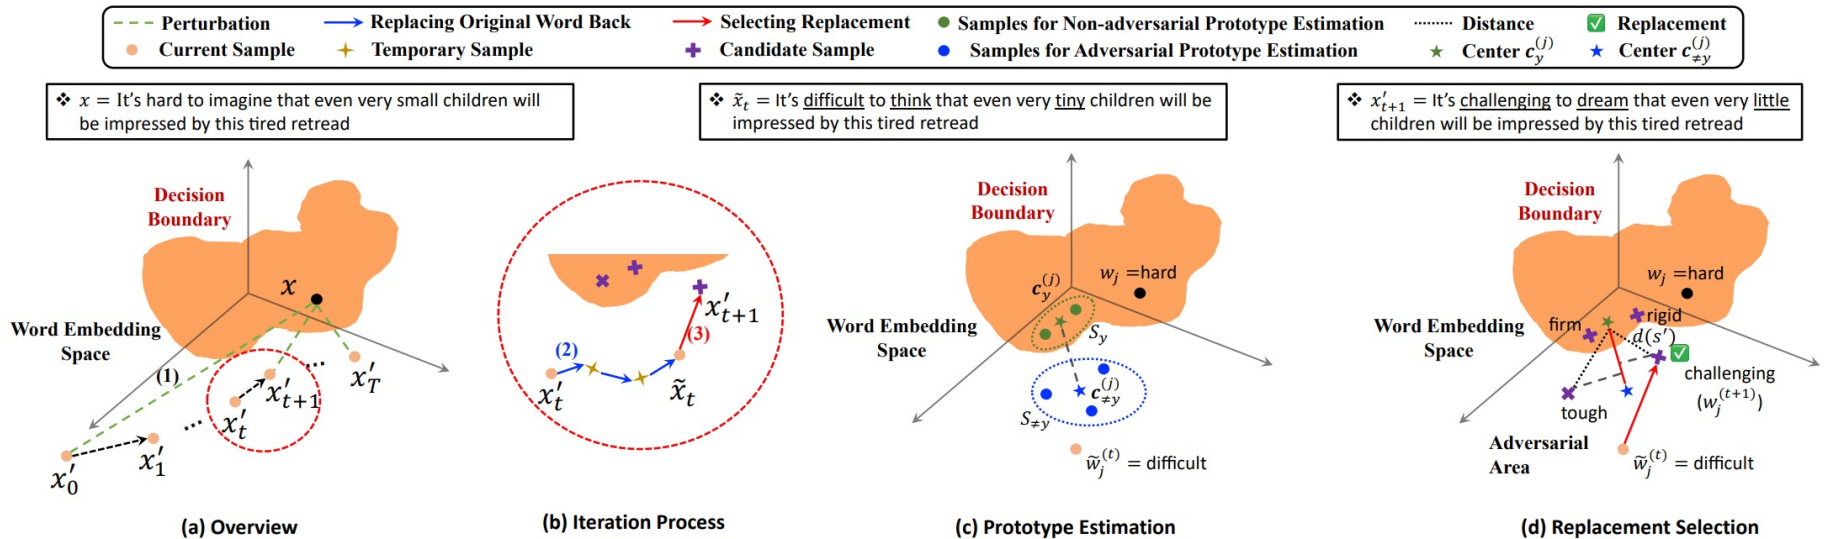 Perturbation
Replacing Original Word Back
Selecting Replacement
Samples for Non-adversarial Prototype Estimation
Distance
Replacement
Current Sample
Temporary Sample
Candidate Sample
Samples for Adversarial Prototype Estimation
Center c_y^{(j)}
Center c_{≠y}^{(j)}
❖ x = It's hard to imagine that even very small children will
be impressed by this tired retread
❖ x̃_t = It's difficult to think that even very tiny children will be
impressed by this tired retread
❖ x'_{t+1} = It's challenging to dream that even very little
children will be impressed by this tired retread
Decision
Boundary
x
Word Embedding
Space
(1)
x'_0
x'_1
...
x'_t
x'_{t+1}
...
x'_T
(a) Overview
x'_t
(2)
x̃_t
(3)
x'_{t+1}
(b) Iteration Process
Decision
Boundary
w_j =hard
c_y^{(j)}
S_y
Word Embedding
Space
c_{≠y}^{(j)}
S_{≠y}
w̃_j^{(t)} = difficult
(c) Prototype Estimation
Decision
Boundary
w_j =hard
Word Embedding
Space
firm
rigid
d(s')
challenging
(w_j^{(t+1)})
tough
Adversarial
Area
w̃_j^{(t)} = difficult
(d) Replacement Selection